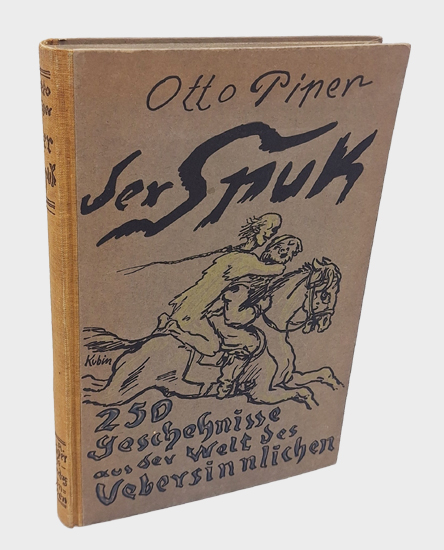 Otto Piper
der Spuk
Kubin
250
Geschehnisse
aus der Welt des
Uebersinnlichen